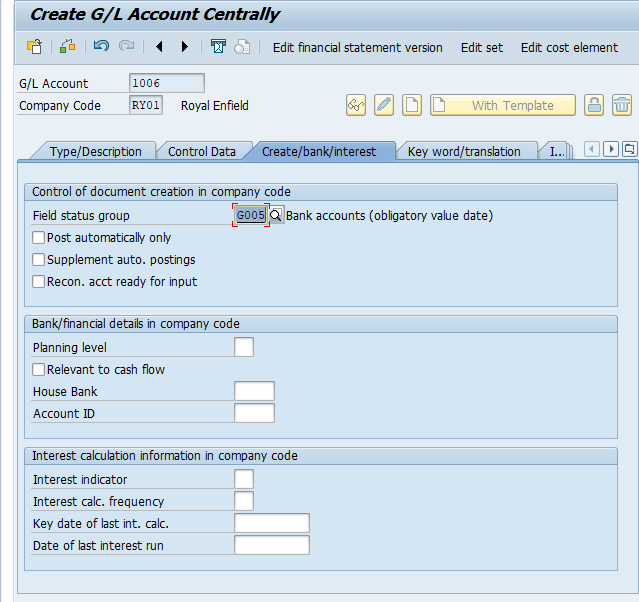 Create G/L Account Centrally
Edit financial statement version Edit set Edit cost element
G/L Account 1006
Company Code RY01 Royal Enfield With Template
Type/Description Control Data Create/bank/interest Key word/translation I...
Control of document creation in company code
Field status group G005 Bank accounts (obligatory value date)
Post automatically only
Supplement auto. postings
Recon. acct ready for input
Bank/financial details in company code
Planning level
Relevant to cash flow
House Bank
Account ID
Interest calculation information in company code
Interest indicator
Interest calc. frequency
Key date of last int. calc.
Date of last interest run